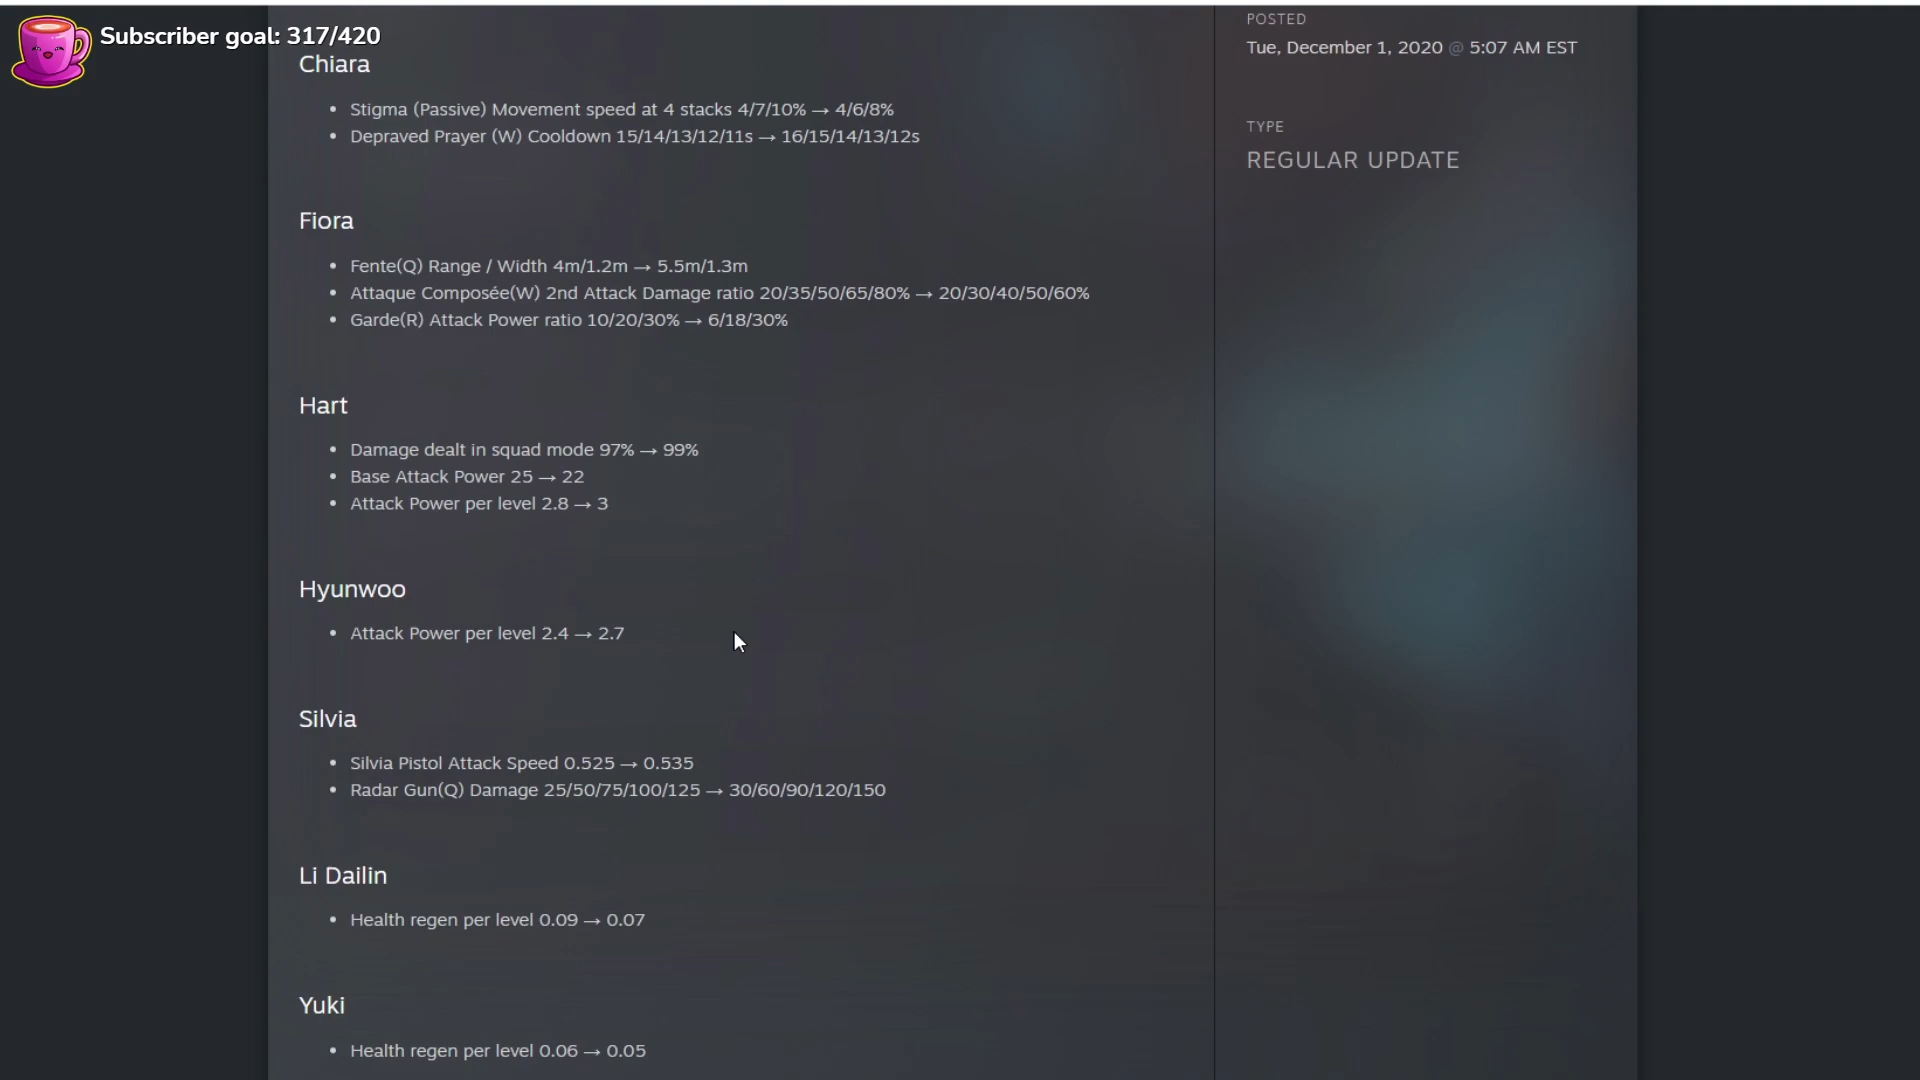 Subscriber goal: 317/420
Chiara
Stigma (Passive) Movement speed at 4 stacks 4/7/10% → 4/6/8%
Depraved Prayer (W) Cooldown 15/14/13/12/11s → 16/15/14/13/12s
Fiora
Fente(Q) Range / Width 4m/1.2m → 5.5m/1.3m
Attaque Composée(W) 2nd Attack Damage ratio 20/35/50/65/80% → 20/30/40/50/60%
Garde(R) Attack Power ratio 10/20/30% → 6/18/30%
Hart
Damage dealt in squad mode 97% → 99%
Base Attack Power 25 → 22
Attack Power per level 2.8 → 3
Hyunwoo
Attack Power per level 2.4 → 2.7
Silvia
Silvia Pistol Attack Speed 0.525 → 0.535
Radar Gun(Q) Damage 25/50/75/100/125 → 30/60/90/120/150
Li Dailin
Health regen per level 0.09 → 0.07
Yuki
Health regen per level 0.06 → 0.05
POSTED
Tue, December 1, 2020 @ 5:07 AM EST
TYPE
REGULAR UPDATE